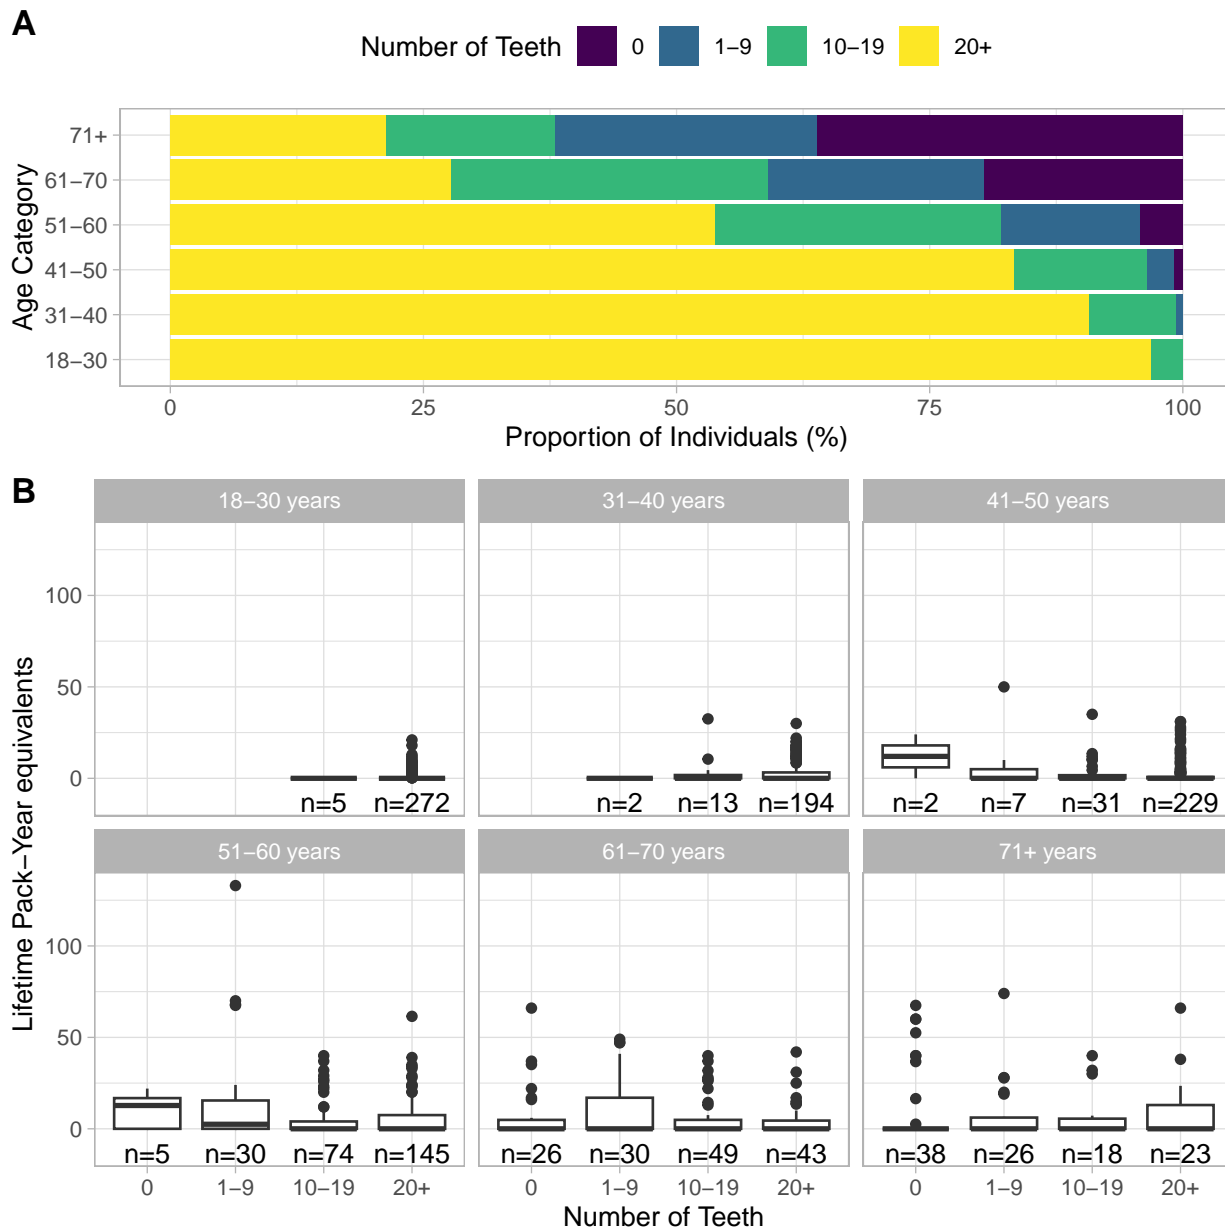 A
Number of Teeth 0 1−9 10−19 20+
Age Category
71+
61−70
51−60
41−50
31−40
18−30
0 25 50 75 100
Proportion of Individuals (%)
B
Lifetime Pack−Year equivalents
18−30 years 31−40 years 41−50 years
100
50
0
n=5 n=272 n=2 n=13 n=194 n=2 n=7 n=31 n=229
51−60 years 61−70 years 71+ years
100
50
0
n=5 n=30 n=74 n=145 n=26 n=30 n=49 n=43 n=38 n=26 n=18 n=23
0 1−9 10−19 20+ 0 1−9 10−19 20+ 0 1−9 10−19 20+
Number of Teeth